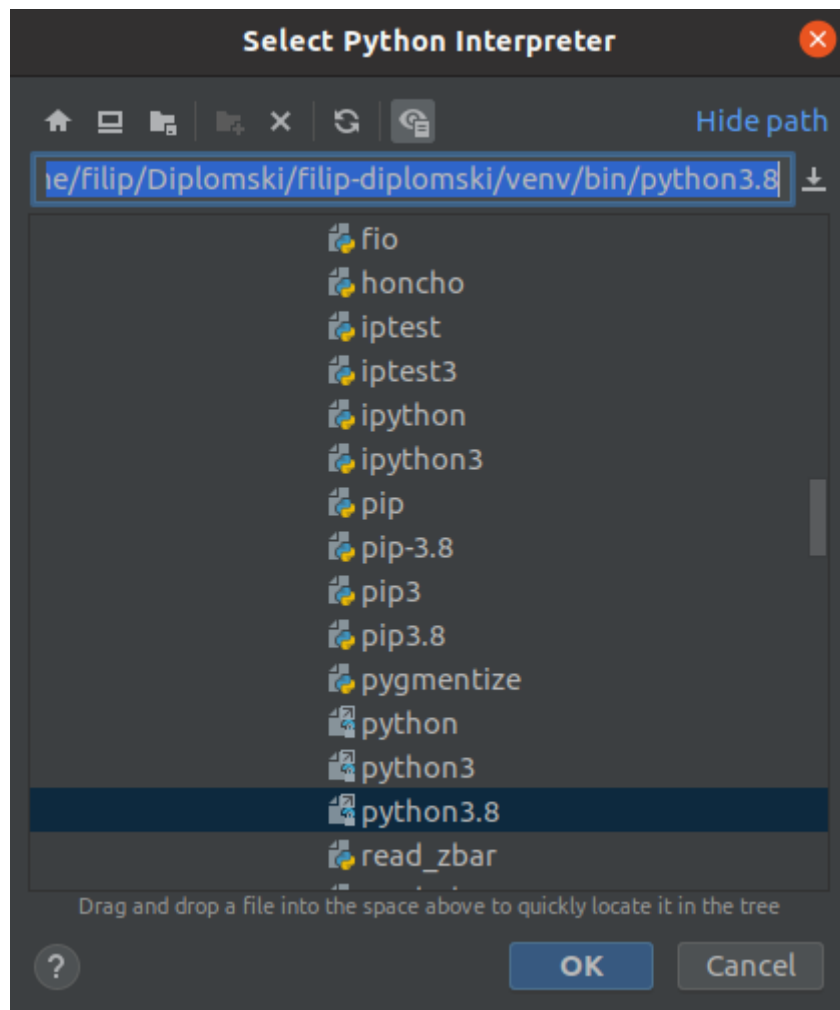 Select Python Interpreter
Hide path
ne/filip/Diplomski/filip-diplomski/venv/bin/python3.8
fio
honcho
iptest
iptest3
ipython
ipython3
pip
pip-3.8
pip3
pip3.8
pygmentize
python
python3
python3.8
read_zbar
Drag and drop a file into the space above to quickly locate it in the tree
?
OK
Cancel